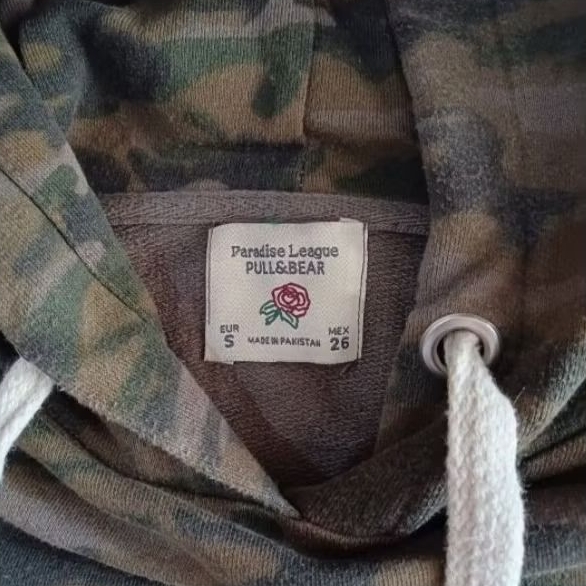 Paradise League
PULL&BEAR
EUR MEX
S MADE IN PAKISTAN 26